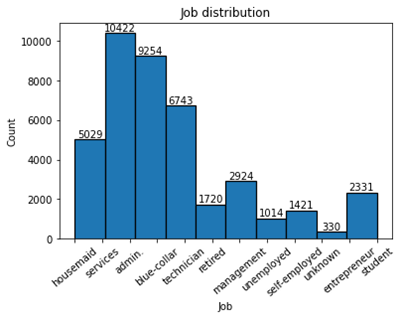 Job distribution
Count
10000
8000
6000
4000
2000
0
5029
10422
9254
6743
1720
2924
1014
1421
330
2331
housemaid
services
admin.
blue-collar
technician
retired
management
unemployed
self-employed
unknown
entrepreneur
student
Job